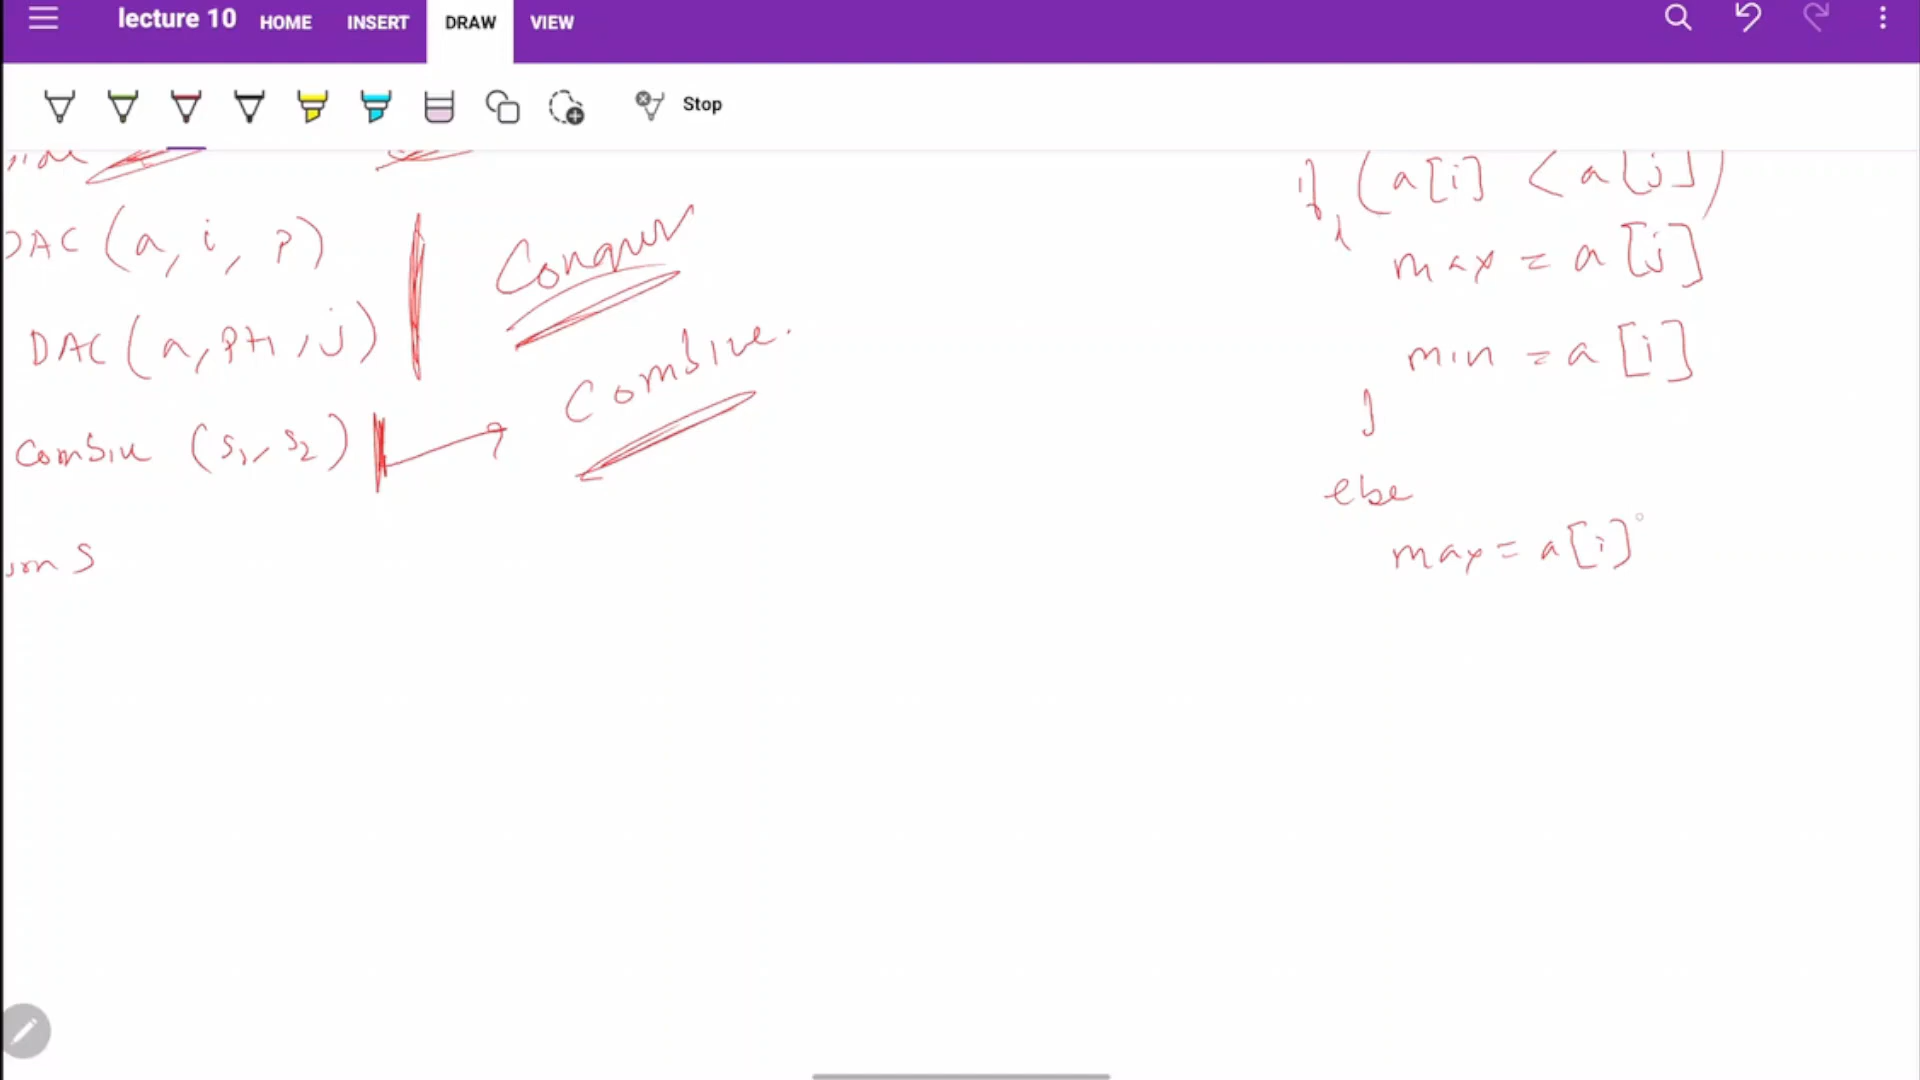 lecture 10 HOME INSERT DRAW VIEW
Stop
DAC (a, i, P)
DAC (a, P+1, j)
Combine (S1, S2)
S
Conquer
Combine.
if (a[i] < a[j])
{
max = a[j]
min = a[i]
}
else
max = a[i]